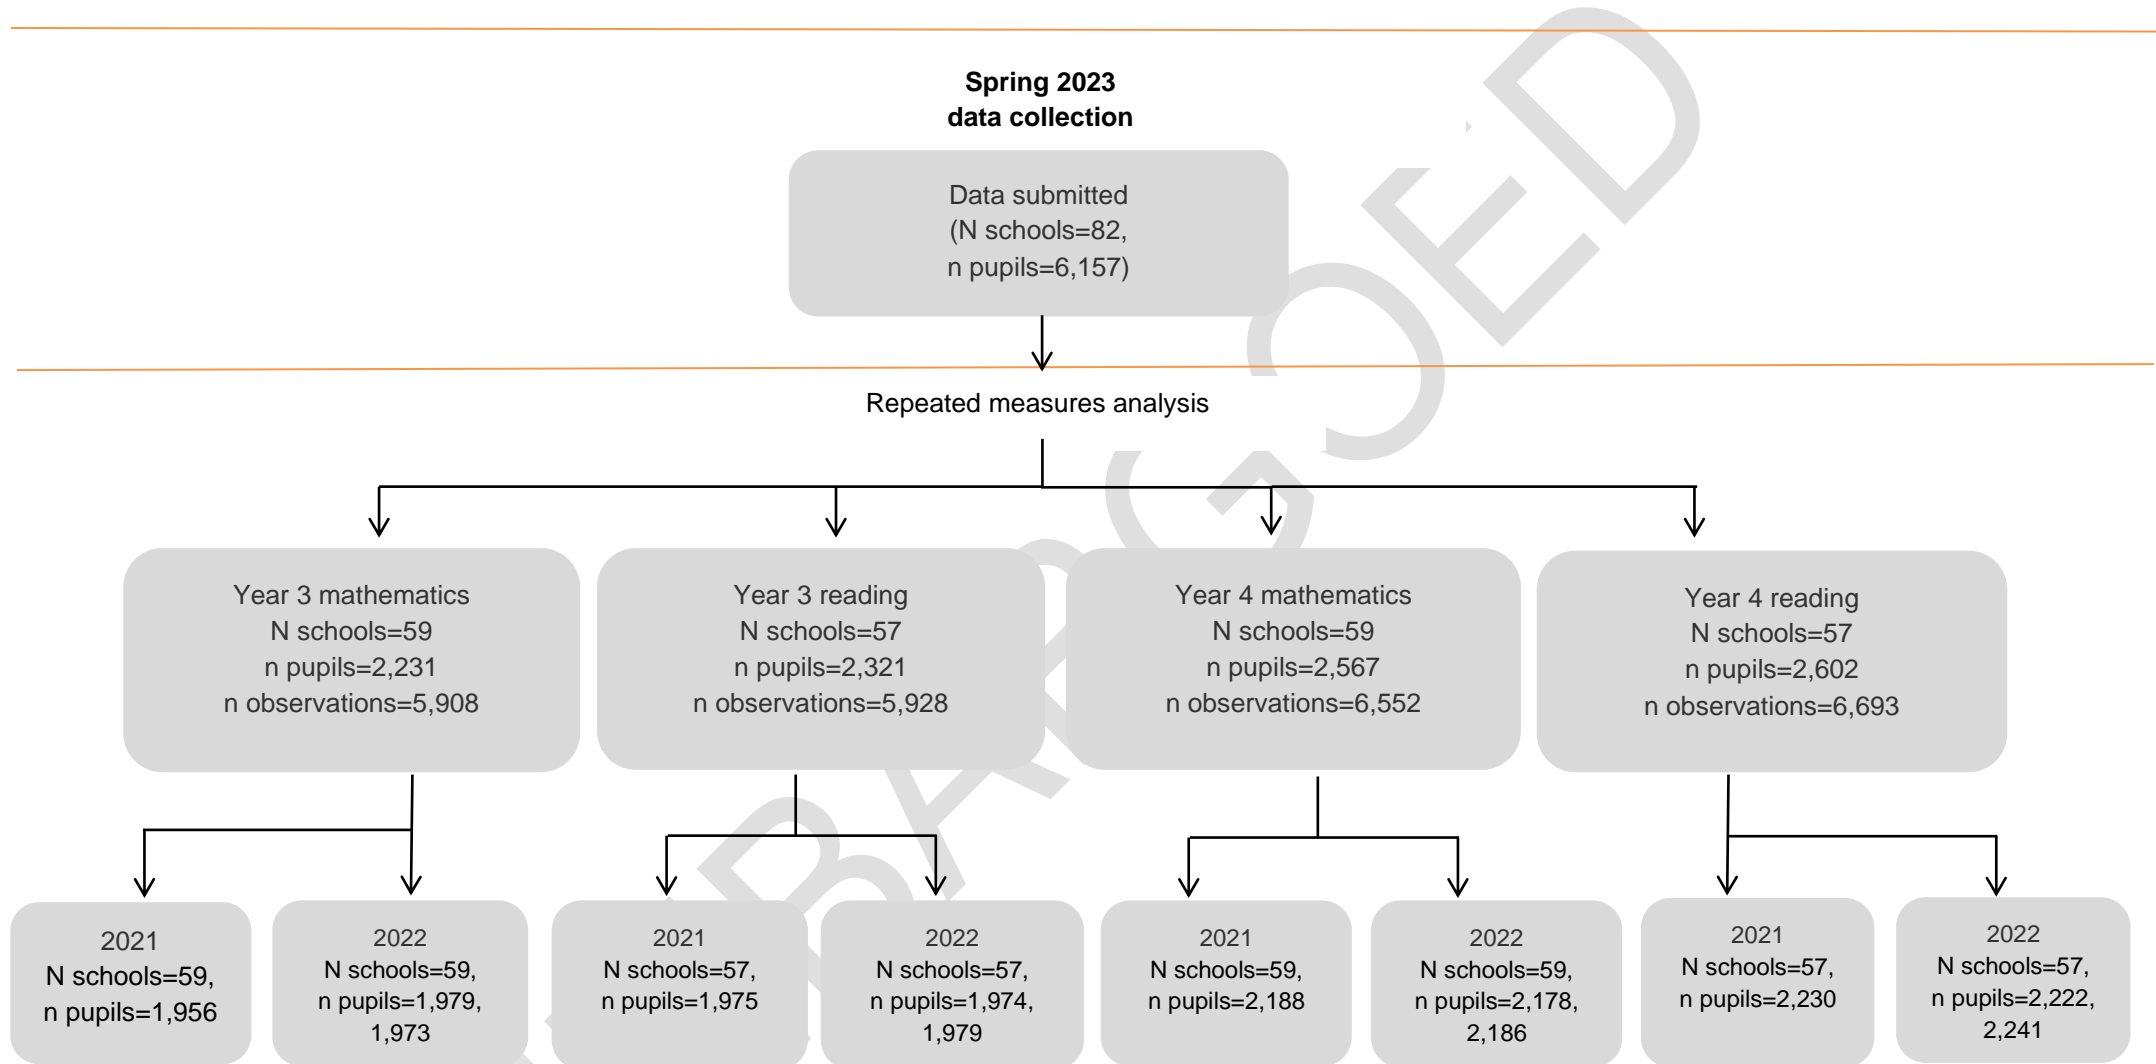 Spring 2023
data collection
Data submitted
(N schools=82,
n pupils=6,157)
Repeated measures analysis
Year 3 mathematics
N schools=59
n pupils=2,231
n observations=5,908
Year 3 reading
N schools=57
n pupils=2,321
n observations=5,928
Year 4 mathematics
N schools=59
n pupils=2,567
n observations=6,552
Year 4 reading
N schools=57
n pupils=2,602
n observations=6,693
2021
N schools=59,
n pupils=1,956
2022
N schools=59,
n pupils=1,979,
1,973
2021
N schools=57,
n pupils=1,975
2022
N schools=57,
n pupils=1,974,
1,979
2021
N schools=59,
n pupils=2,188
2022
N schools=59,
n pupils=2,178,
2,186
2021
N schools=57,
n pupils=2,230
2022
N schools=57,
n pupils=2,222,
2,241